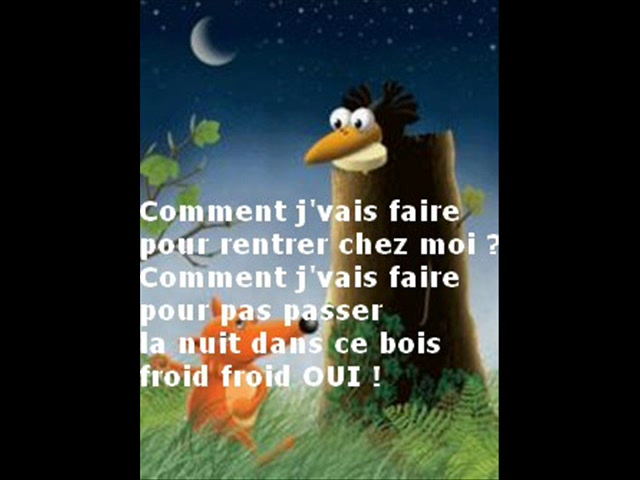 Comment j'vais faire
pour rentrer chez moi ?
Comment j'vais faire
pour pas passer
la nuit dans ce bois
froid froid OUI !